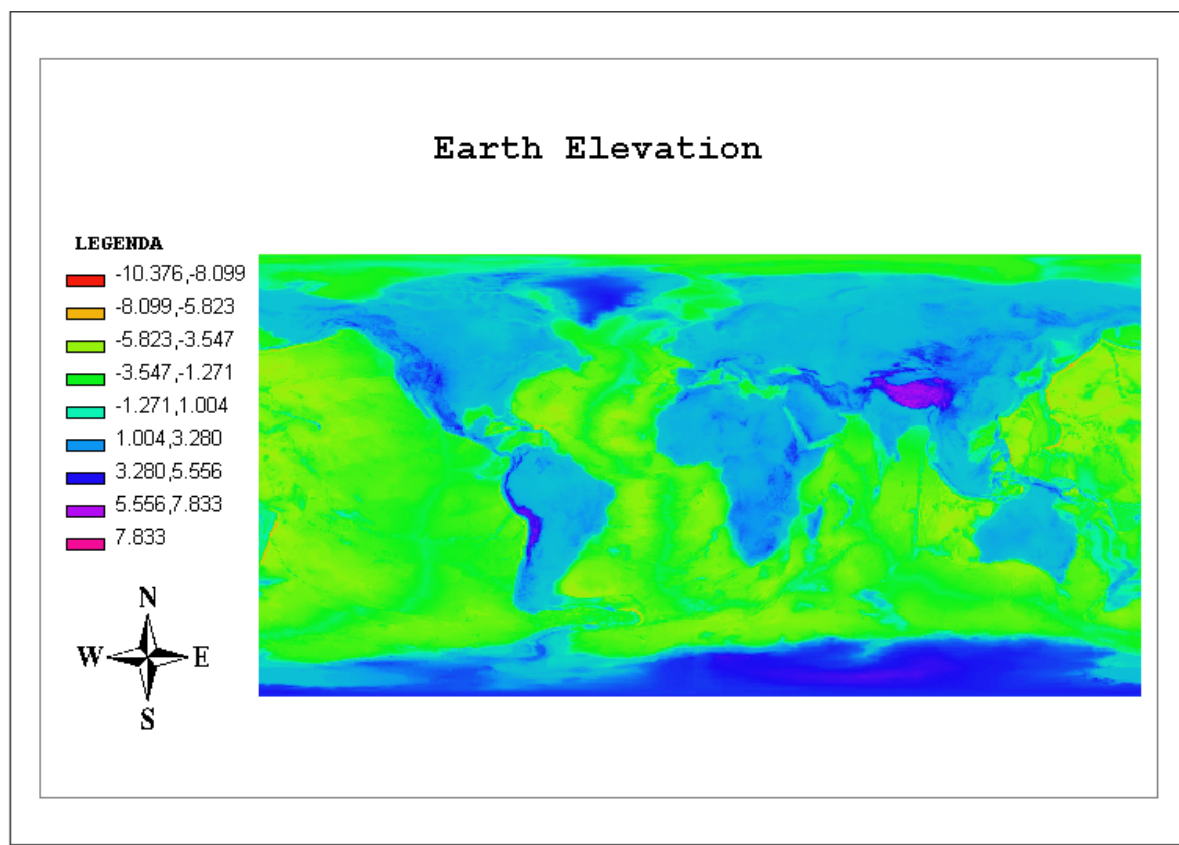 Earth Elevation
LEGENDA
-10.376,-8.099
-8.099,-5.823
-5.823,-3.547
-3.547,-1.271
-1.271,1.004
1.004,3.280
3.280,5.556
5.556,7.833
7.833
N
W E
S